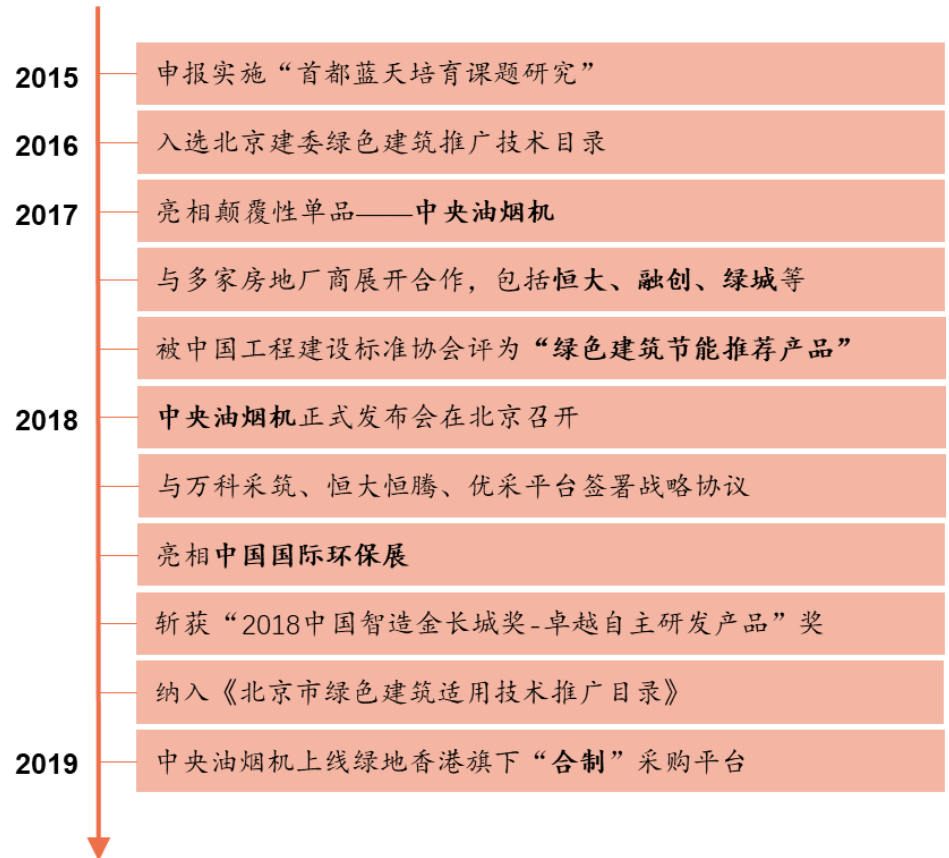 2015 申报实施“首都蓝天培育课题研究”
2016 入选北京建委绿色建筑推广技术目录
2017 亮相颠覆性单品——中央油烟机
与多家房地厂商展开合作，包括恒大、融创、绿城等
被中国工程建设标准协会评为“绿色建筑节能推荐产品”
2018 中央油烟机正式发布会在北京召开
与万科采筑、恒大恒腾、优采平台签署战略协议
亮相中国国际环保展
斩获“2018中国智造金长城奖-卓越自主研发产品”奖
纳入《北京市绿色建筑适用技术推广目录》
2019 中央油烟机上线绿地香港旗下“合制”采购平台